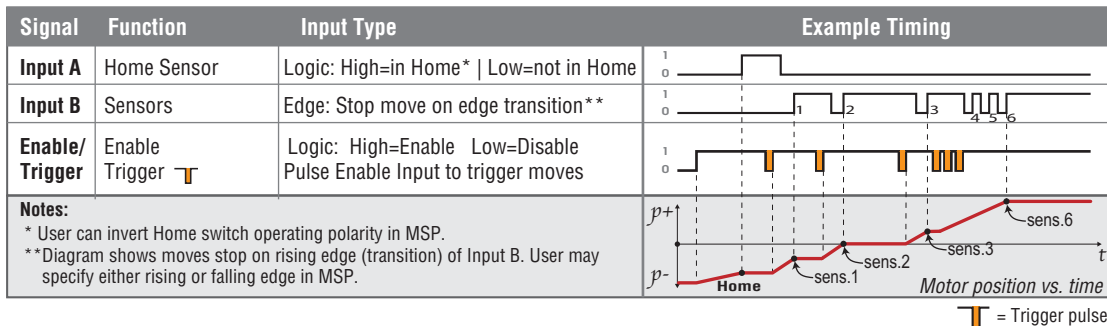 Signal Function Input Type Example Timing
Input A Home Sensor Logic: High=in Home* | Low=not in Home 1 0
Input B Sensors Edge: Stop move on edge transition** 1 0 1 2 3 4 5 6
Enable/ Enable Logic: High=Enable Low=Disable 1
Trigger Trigger Pulse Enable Input to trigger moves 0
Notes:
* User can invert Home switch operating polarity in MSP.
**Diagram shows moves stop on rising edge (transition) of Input B. User may
specify either rising or falling edge in MSP.
p+
sens.6
sens.3
t
sens.2
p-
sens.1
Home
Motor position vs. time
= Trigger pulse